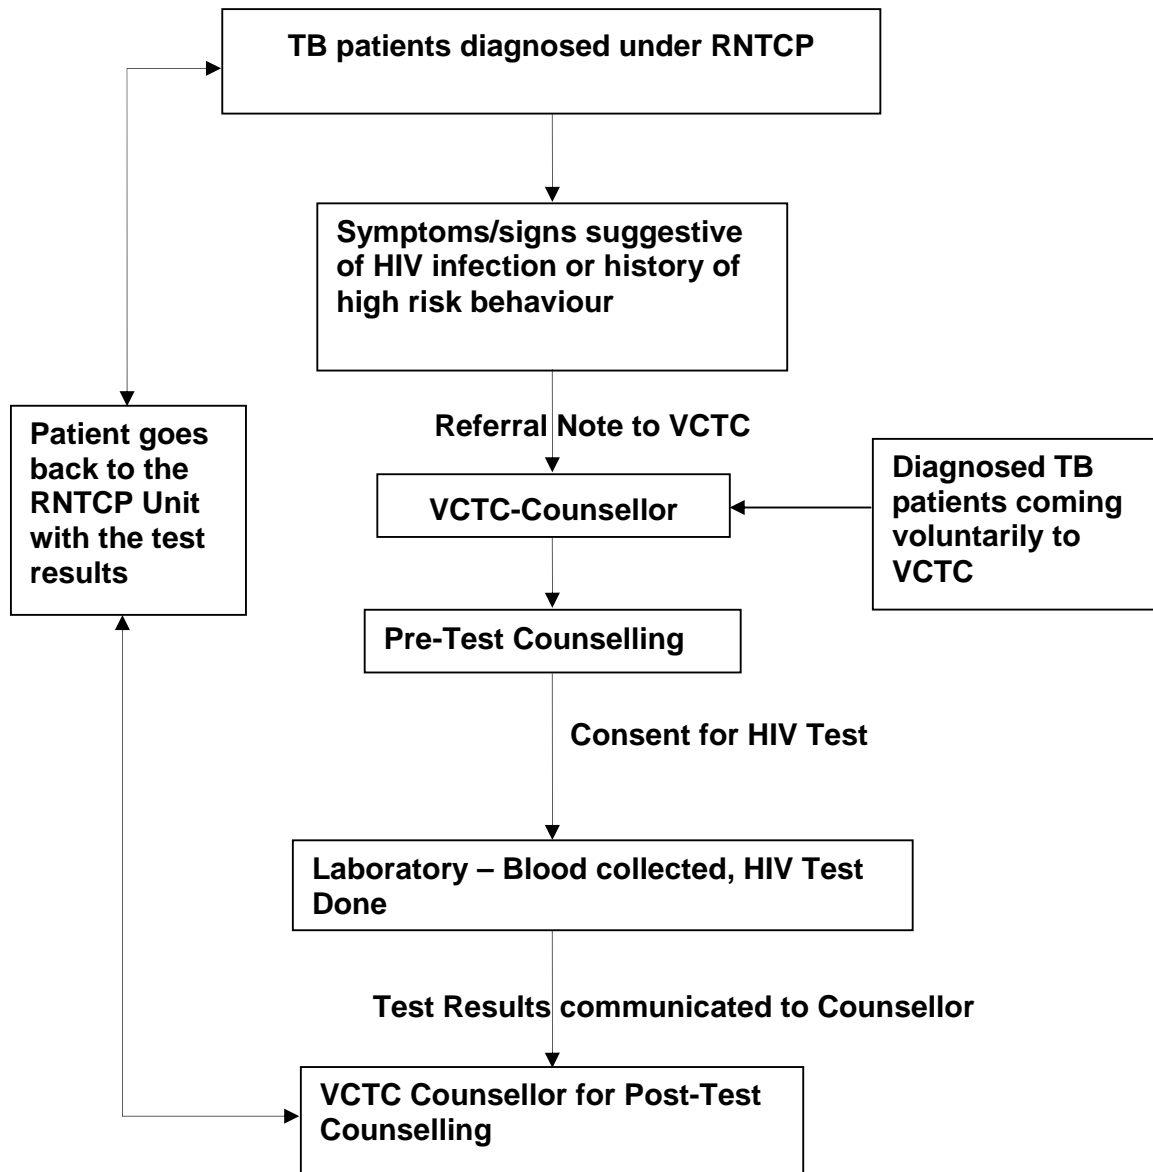 TB patients diagnosed under RNTCP
Symptoms/signs suggestive
of HIV infection or history of
high risk behaviour
Referral Note to VCTC
Patient goes
back to the
RNTCP Unit
with the test
results
VCTC-Counsellor
Diagnosed TB
patients coming
voluntarily to
VCTC
Pre-Test Counselling
Consent for HIV Test
Laboratory – Blood collected, HIV Test
Done
Test Results communicated to Counsellor
VCTC Counsellor for Post-Test
Counselling